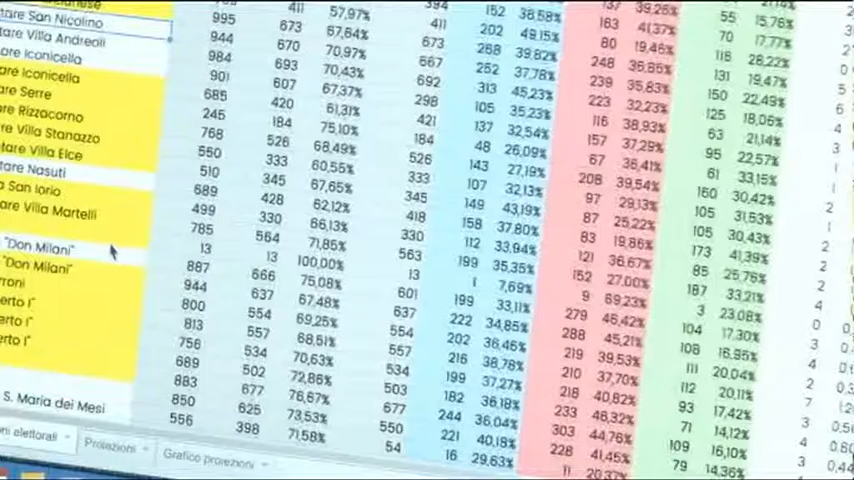 411 57,97% 394 152 38,58% 163 41,37% 70 17,77%
tare San Nicolino 995 673 67,64% 411 202 49,15% 80 19,46% 116 28,22%
tare Villa Andreoli 944 670 70,97% 673 268 39,82% 248 36,85% 131 19,47%
are Iconicella 984 693 70,43% 667 252 37,78% 239 35,83% 150 22,49%
are Iconicella 901 607 67,37% 692 313 45,23% 223 32,23% 125 18,06%
are Serre 685 420 61,31% 298 105 35,23% 116 38,93% 63 21,14%
are Rizzacorno 245 184 75,10% 421 137 32,54% 157 37,29% 95 22,57%
re Villa Stanazzo 768 526 68,49% 184 48 26,09% 67 36,41% 61 33,15%
re Villa Elce 550 333 60,55% 526 143 27,19% 208 39,54% 160 30,42%
tare Nasuti 510 345 67,65% 333 107 32,13% 97 29,13% 105 31,53%
a San Iorio 689 428 62,12% 345 149 43,19% 87 25,22% 105 30,43%
tare Villa Martelli 499 330 66,13% 418 158 37,80% 83 19,86% 173 41,39%
785 564 71,85% 330 112 33,94% 121 36,67% 85 25,76%
"Don Milani" 13 13 100,00% 563 199 35,35% 152 27,00% 187 33,21%
"Don Milani" 887 666 75,08% 13 1 7,69% 9 69,23% 3 23,08%
rroni 944 637 67,48% 601 199 33,11% 279 46,42% 104 17,30%
erto I" 800 554 69,25% 637 222 34,85% 288 45,21% 108 16,95%
erto I" 813 557 68,51% 554 202 36,46% 219 39,53% 111 20,04%
erto I" 756 534 70,63% 557 216 38,78% 210 37,70% 112 20,11%
689 502 72,86% 534 199 37,27% 218 40,82% 93 17,42%
883 677 76,67% 503 182 36,18% 233 46,32% 71 14,12%
S. Maria dei Mesi 850 625 73,53% 677 244 36,04% 303 44,76% 109 16,10%
556 398 71,58% 550 221 40,18% 228 41,45% 79 14,36%
54 16 29,63% 11 20,37%
ni elettorali Proiezioni Grafico proiezioni